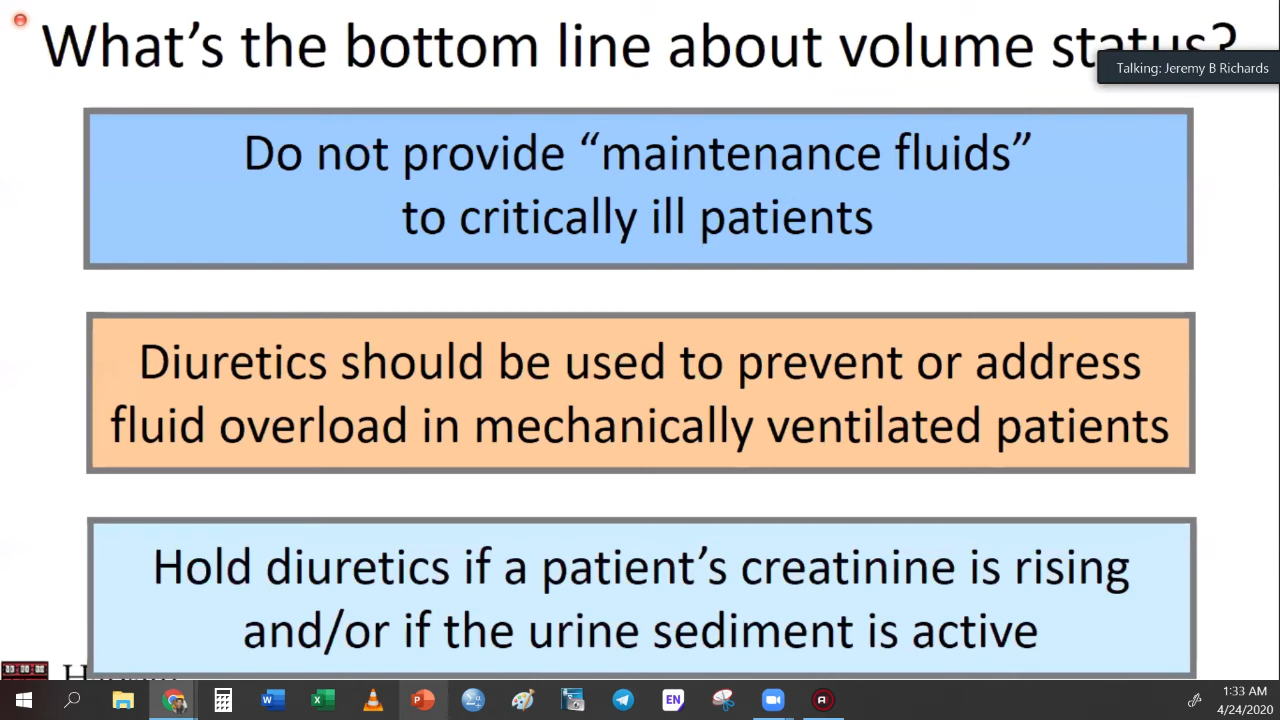 What's the bottom line about volume status?
Talking: Jeremy B Richards
Do not provide “maintenance fluids”
to critically ill patients
Diuretics should be used to prevent or address
fluid overload in mechanically ventilated patients
Hold diuretics if a patient’s creatinine is rising
and/or if the urine sediment is active
EN
1:33 AM
4/24/2020